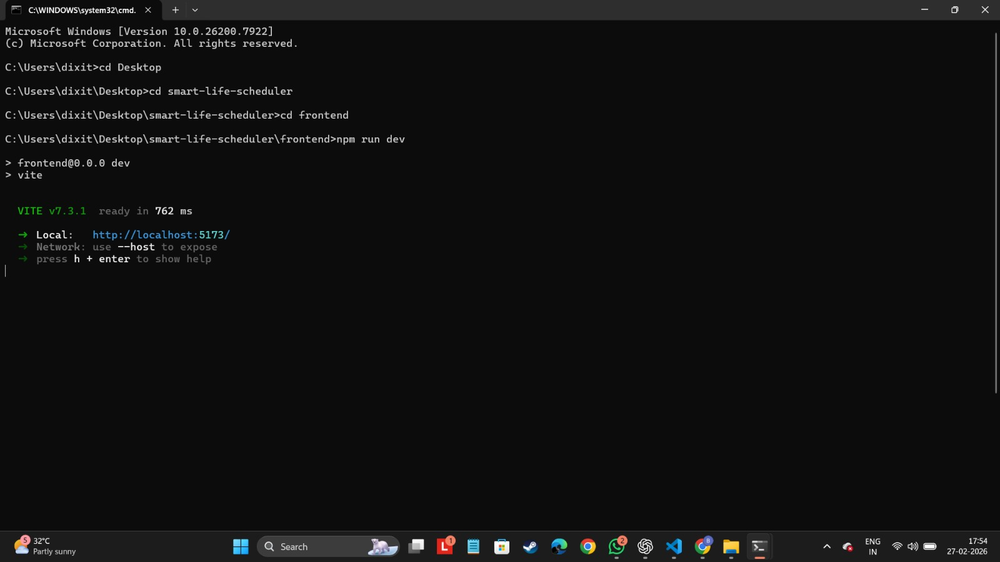 C:\WINDOWS\system32\cmd.
Microsoft Windows [Version 10.0.26200.7922]
(c) Microsoft Corporation. All rights reserved.
C:\Users\dixit>cd Desktop
C:\Users\dixit\Desktop>cd smart-life-scheduler
C:\Users\dixit\Desktop\smart-life-scheduler>cd frontend
C:\Users\dixit\Desktop\smart-life-scheduler\frontend>npm run dev
> frontend@0.0.0 dev
> vite
VITE v7.3.1  ready in 762 ms
➜ Local:   http://localhost:5173/
➜ Network: use --host to expose
➜ press h + enter to show help
5
32°C
Partly sunny
Search
L
1
2
B
ENG
IN
17:54
27-02-2026